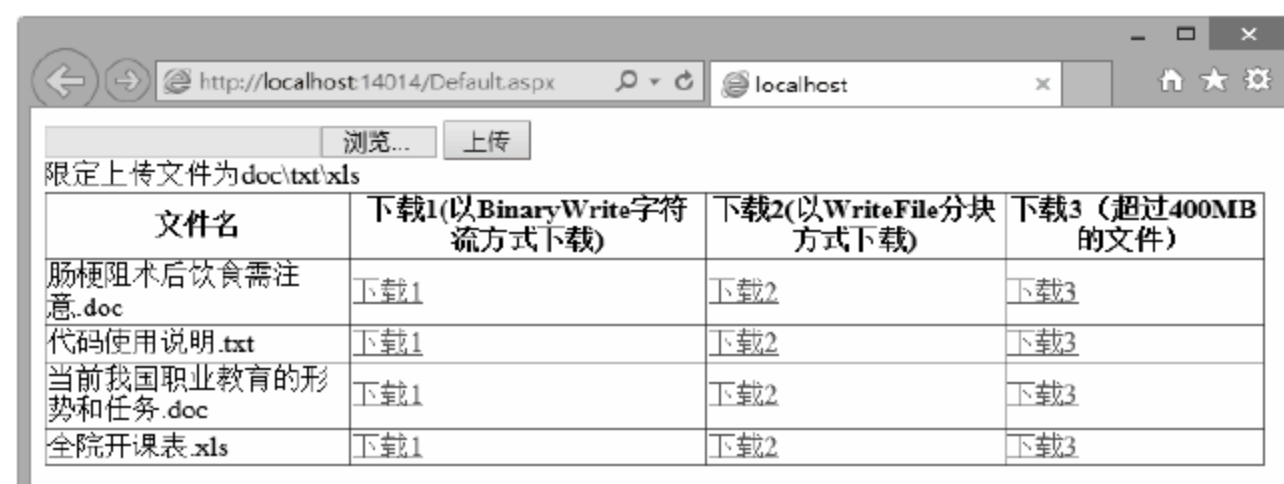 http://localhost:14014/Default.aspx
localhost
浏览... 上传
限定上传文件为doc\txt\xls
文件名 下载1(以BinaryWrite字符 下载2(以WriteFile分块 下载3（超过400MB
流方式下载) 方式下载) 的文件）
肠梗阻术后饮食需注
意.doc 下载1 下载2 下载3
代码使用说明.txt 下载1 下载2 下载3
当前我国职业教育的形
势和任务.doc 下载1 下载2 下载3
全院开课表.xls 下载1 下载2 下载3